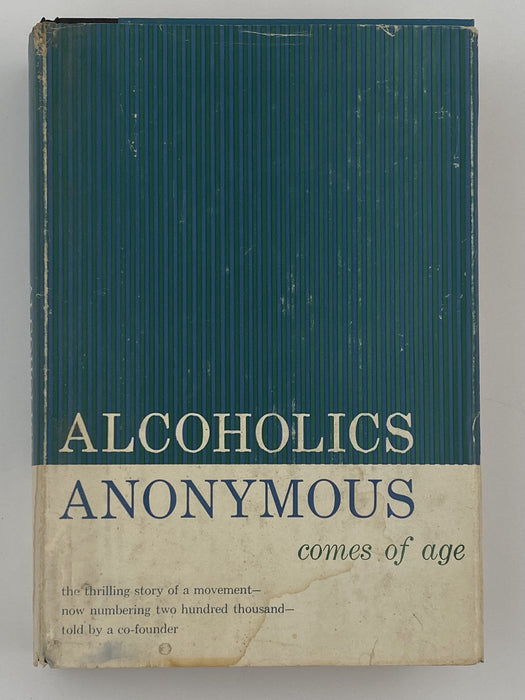 ALCOHOLICS
ANONYMOUS
comes of age
the thrilling story of a movement—
now numbering two hundred thousand—
told by a co-founder